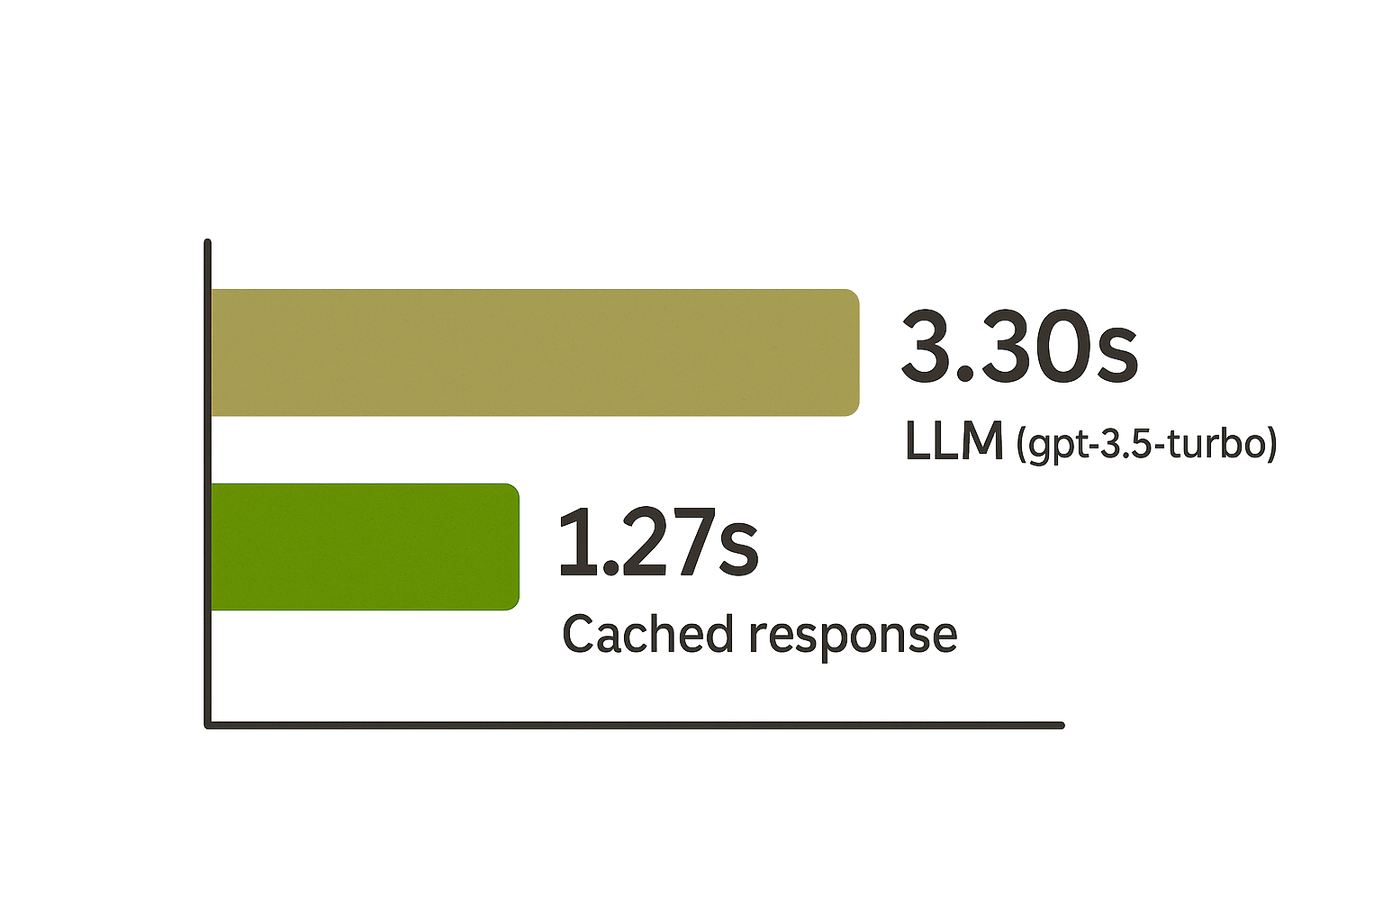 3.30s
LLM (gpt-3.5-turbo)
1.27s
Cached response